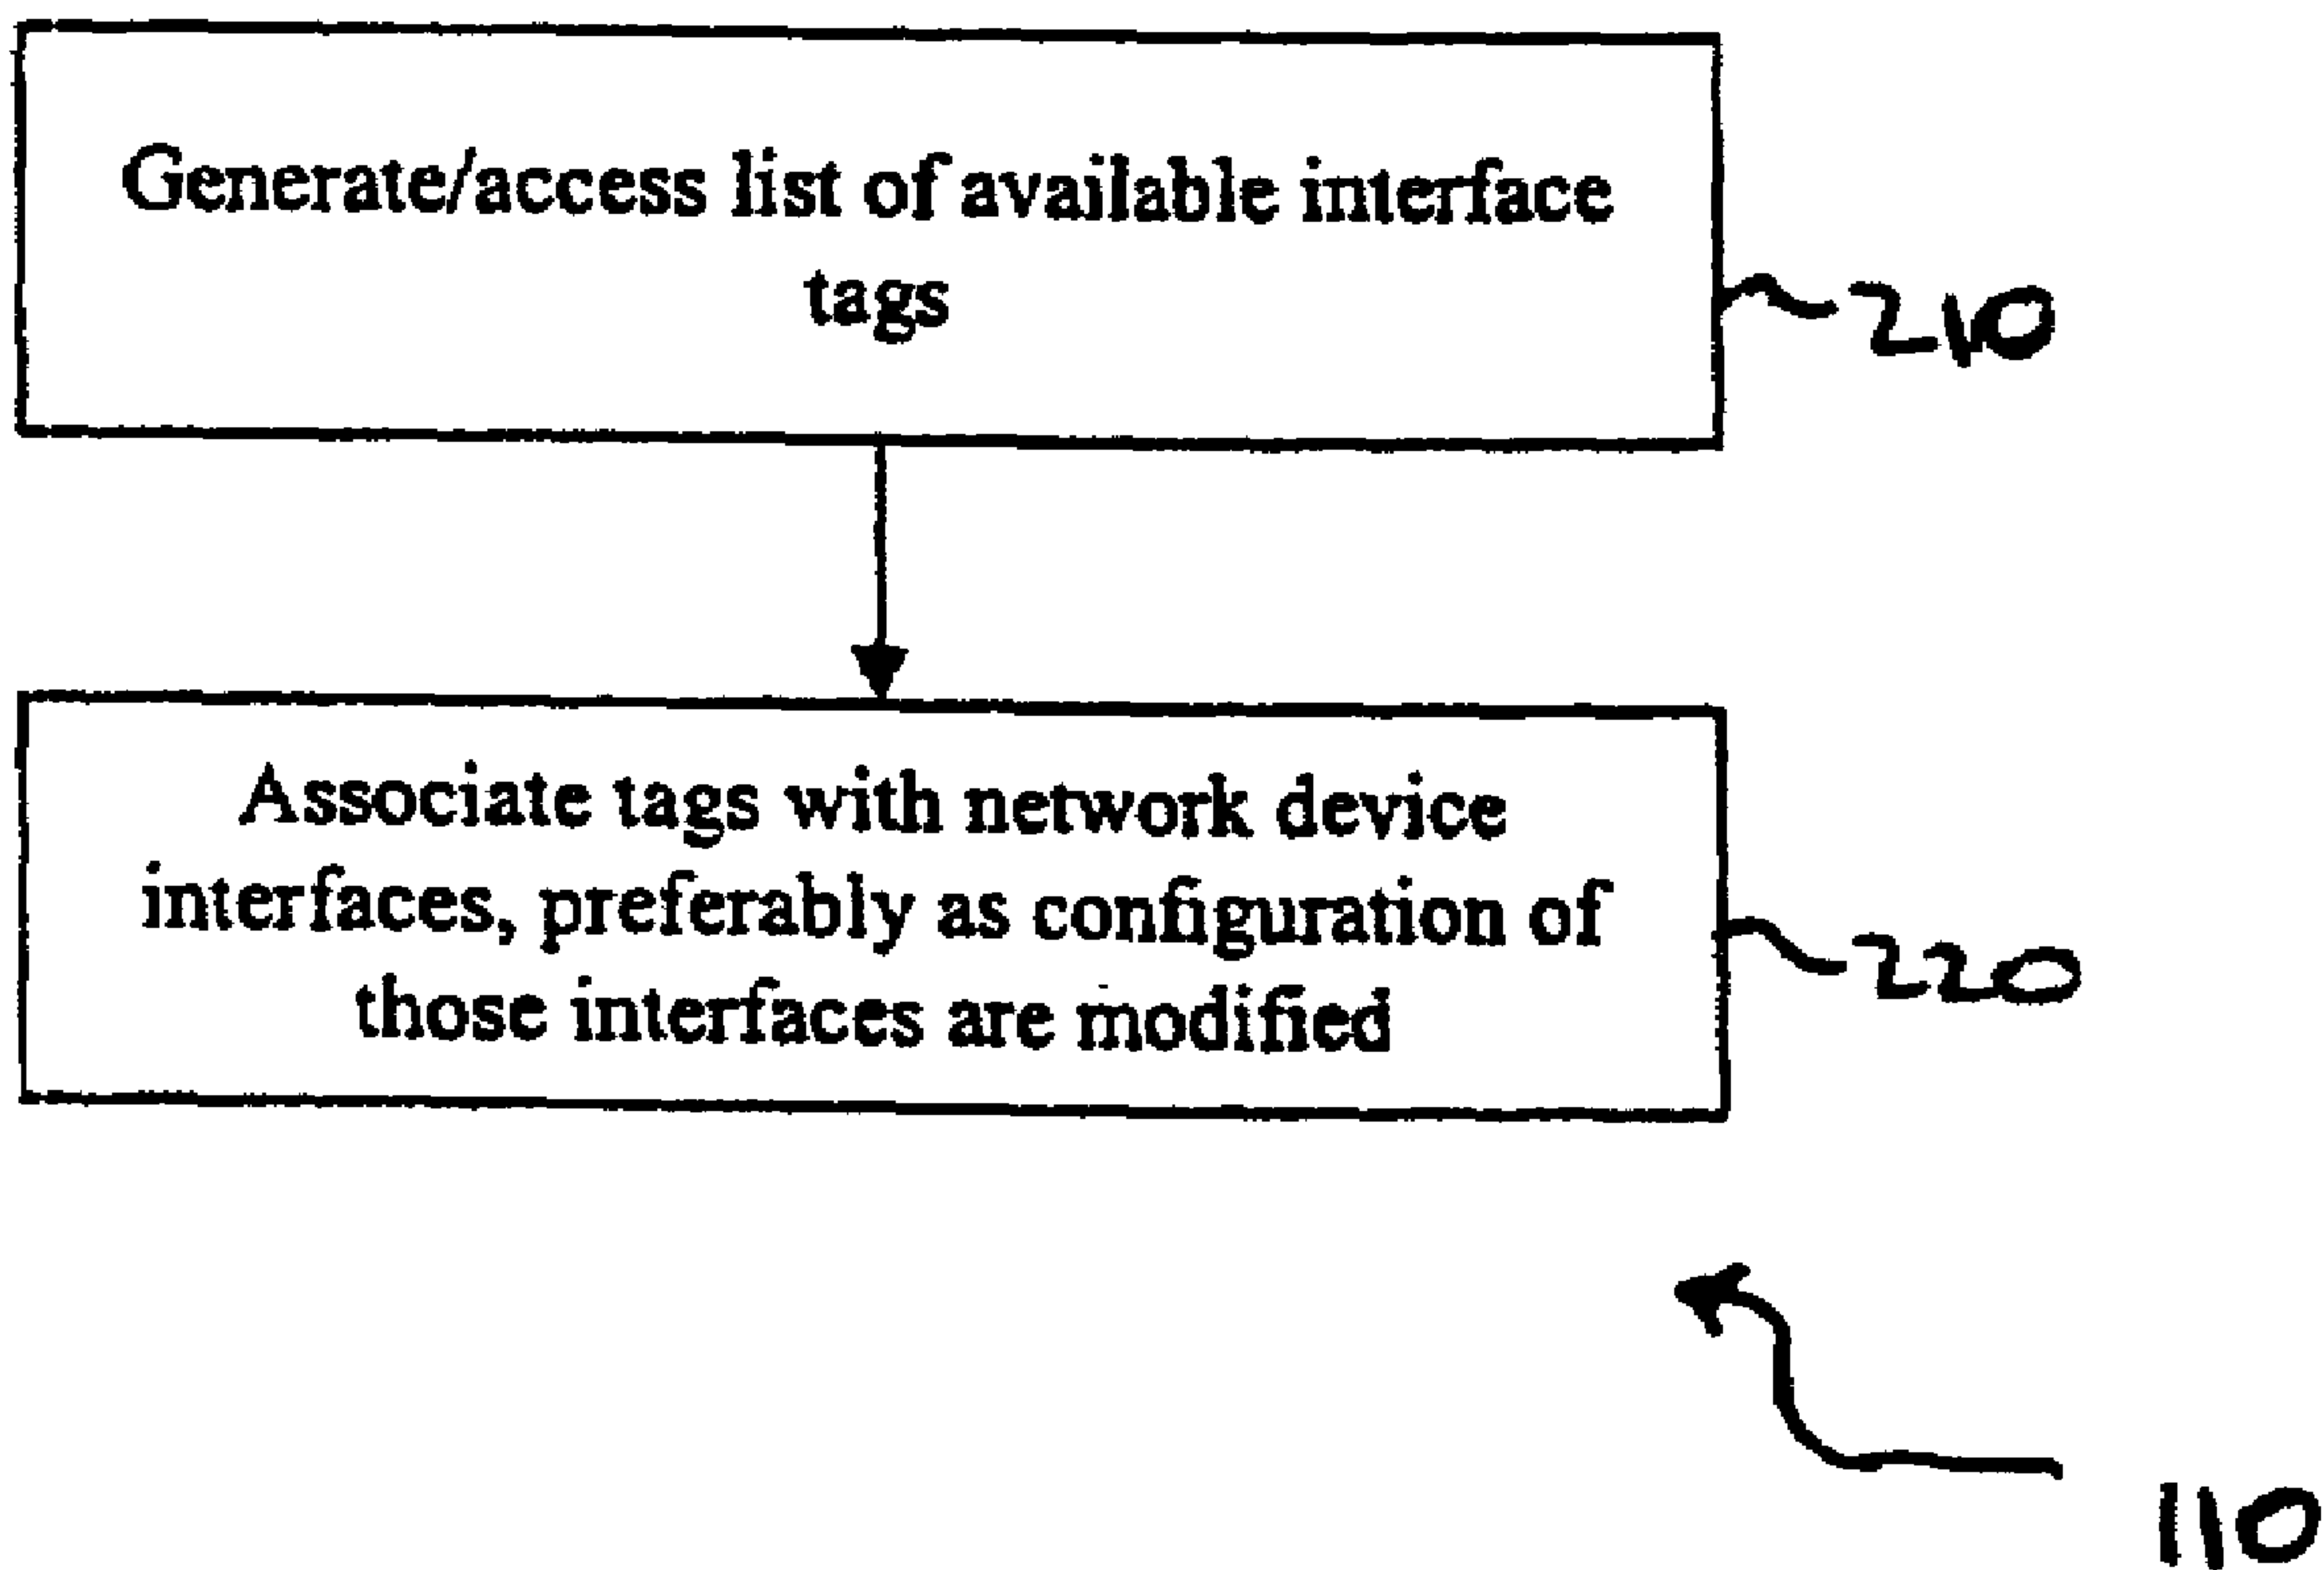 Generate/access list of available interface
tags
210
Associate tags with network device
interfaces, preferably as configuration of
those interfaces are modified
220
110